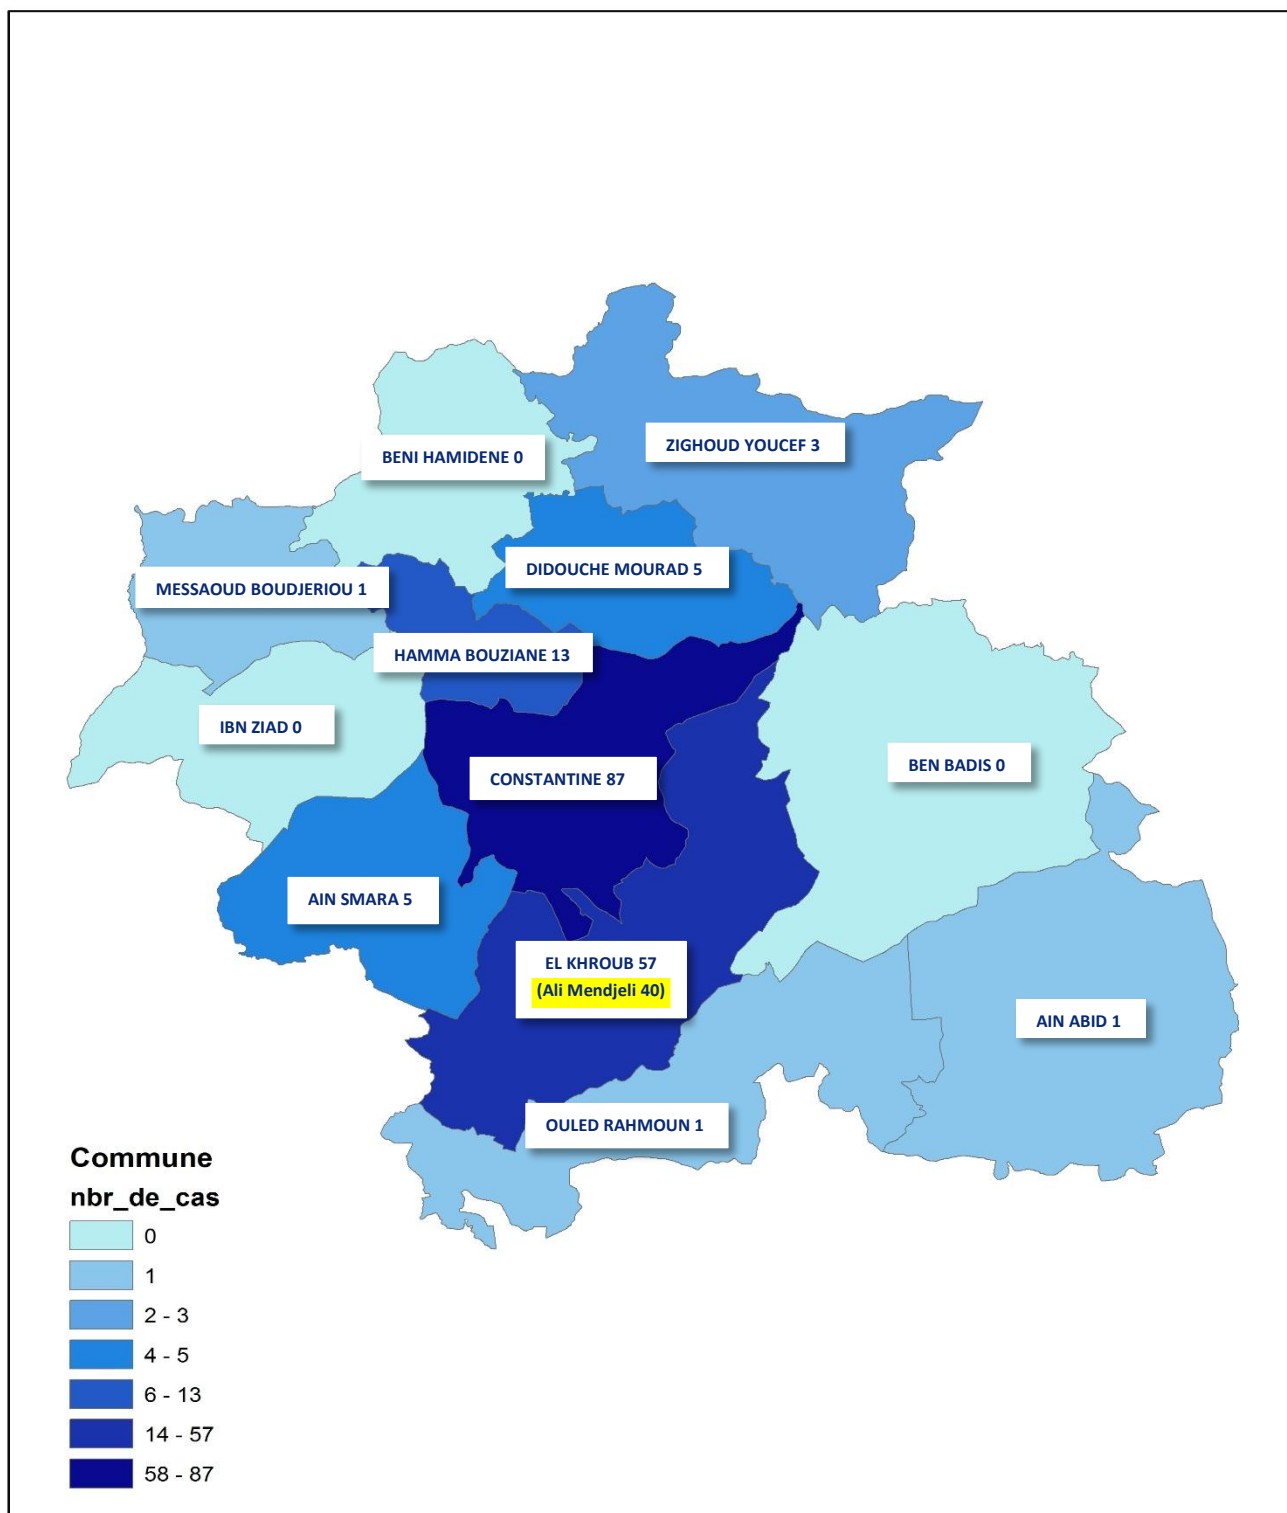 ZIGHOUD YOUCEF 3
BENI HAMIDENE 0
DIDOUCHE MOURAD 5
MESSAOUD BOUDJERIOU 1
HAMMA BOUZIANE 13
IBN ZIAD 0
BEN BADIS 0
CONSTANTINE 87
AIN SMARA 5
EL KHROUB 57
(Ali Mendjeli 40)
AIN ABID 1
OULED RAHMOUN 1
Commune
nbr_de_cas
0
1
2 - 3
4 - 5
6 - 13
14 - 57
58 - 87